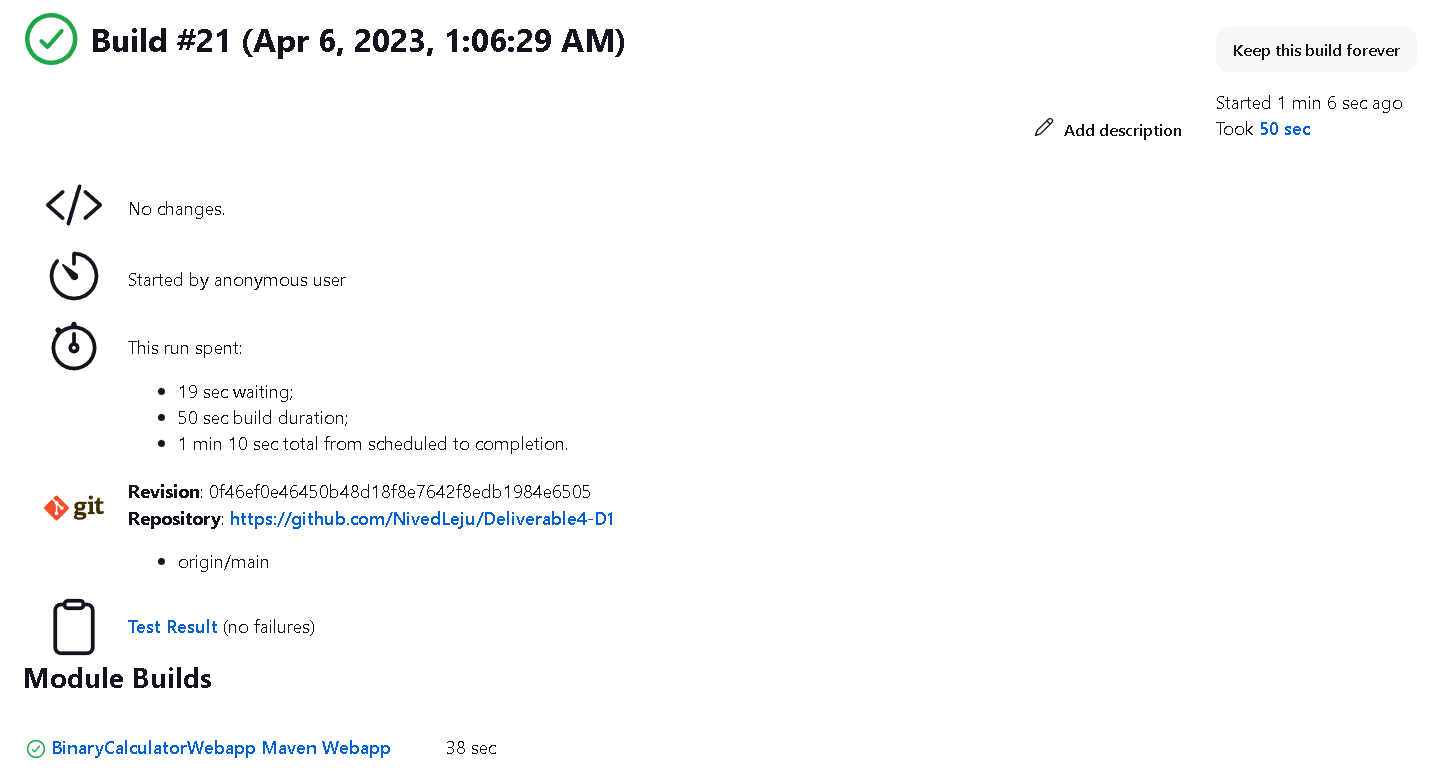 Build #21 (Apr 6, 2023, 1:06:29 AM)
Keep this build forever
Started 1 min 6 sec ago
Add description
Took 50 sec
No changes.
Started by anonymous user
This run spent:
19 sec waiting;
50 sec build duration;
1 min 10 sec total from scheduled to completion.
git
Revision: 0f46ef0e46450b48d18f8e7642f8edb1984e6505
Repository: https://github.com/NivedLeju/Deliverable4-D1
origin/main
Test Result (no failures)
Module Builds
BinaryCalculatorWebapp Maven Webapp 38 sec